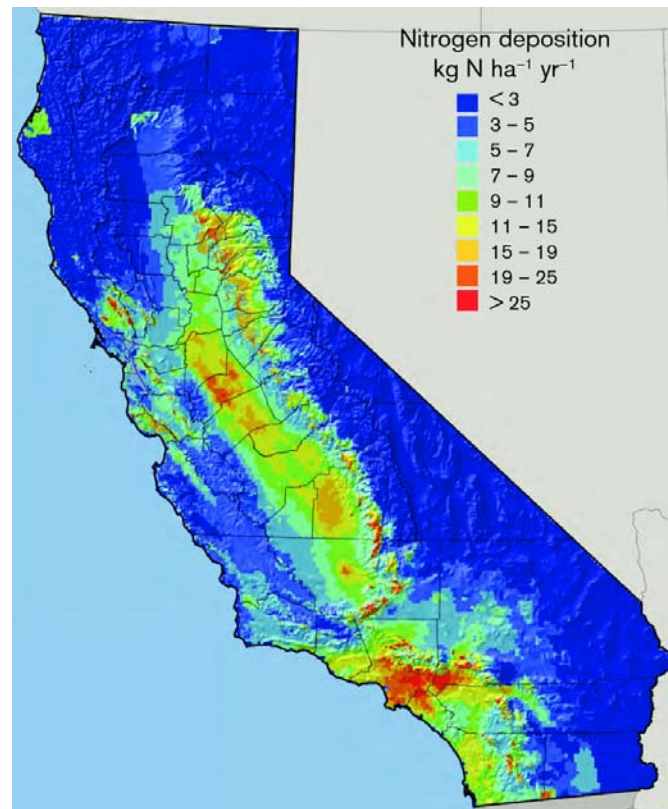 Nitrogen deposition
kg N ha⁻¹ yr⁻¹
< 3
3 – 5
5 – 7
7 – 9
9 – 11
11 – 15
15 – 19
19 – 25
> 25